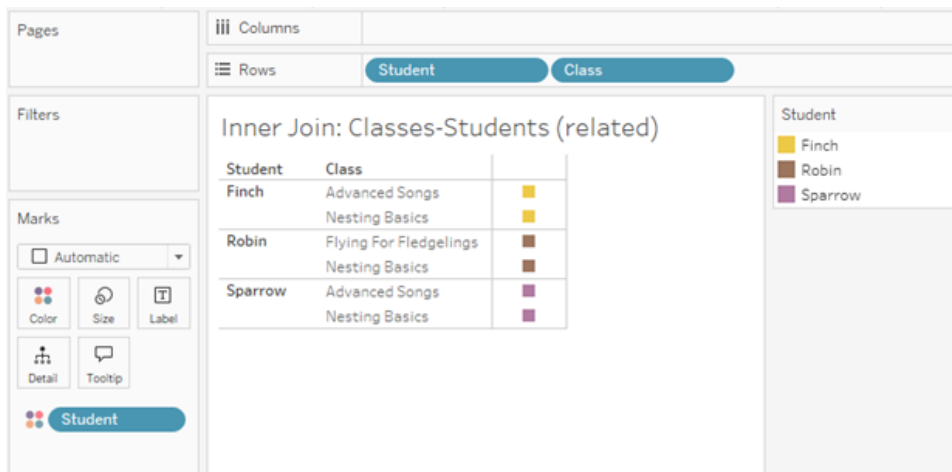 Pages
Columns
Rows
Student Class
Filters
Marks
Automatic
Color Size Label
Detail Tooltip
Student
Inner Join: Classes-Students (related)
Student Class
Finch Advanced Songs
Nesting Basics
Robin Flying For Fledgelings
Nesting Basics
Sparrow Advanced Songs
Nesting Basics
Student
Finch
Robin
Sparrow